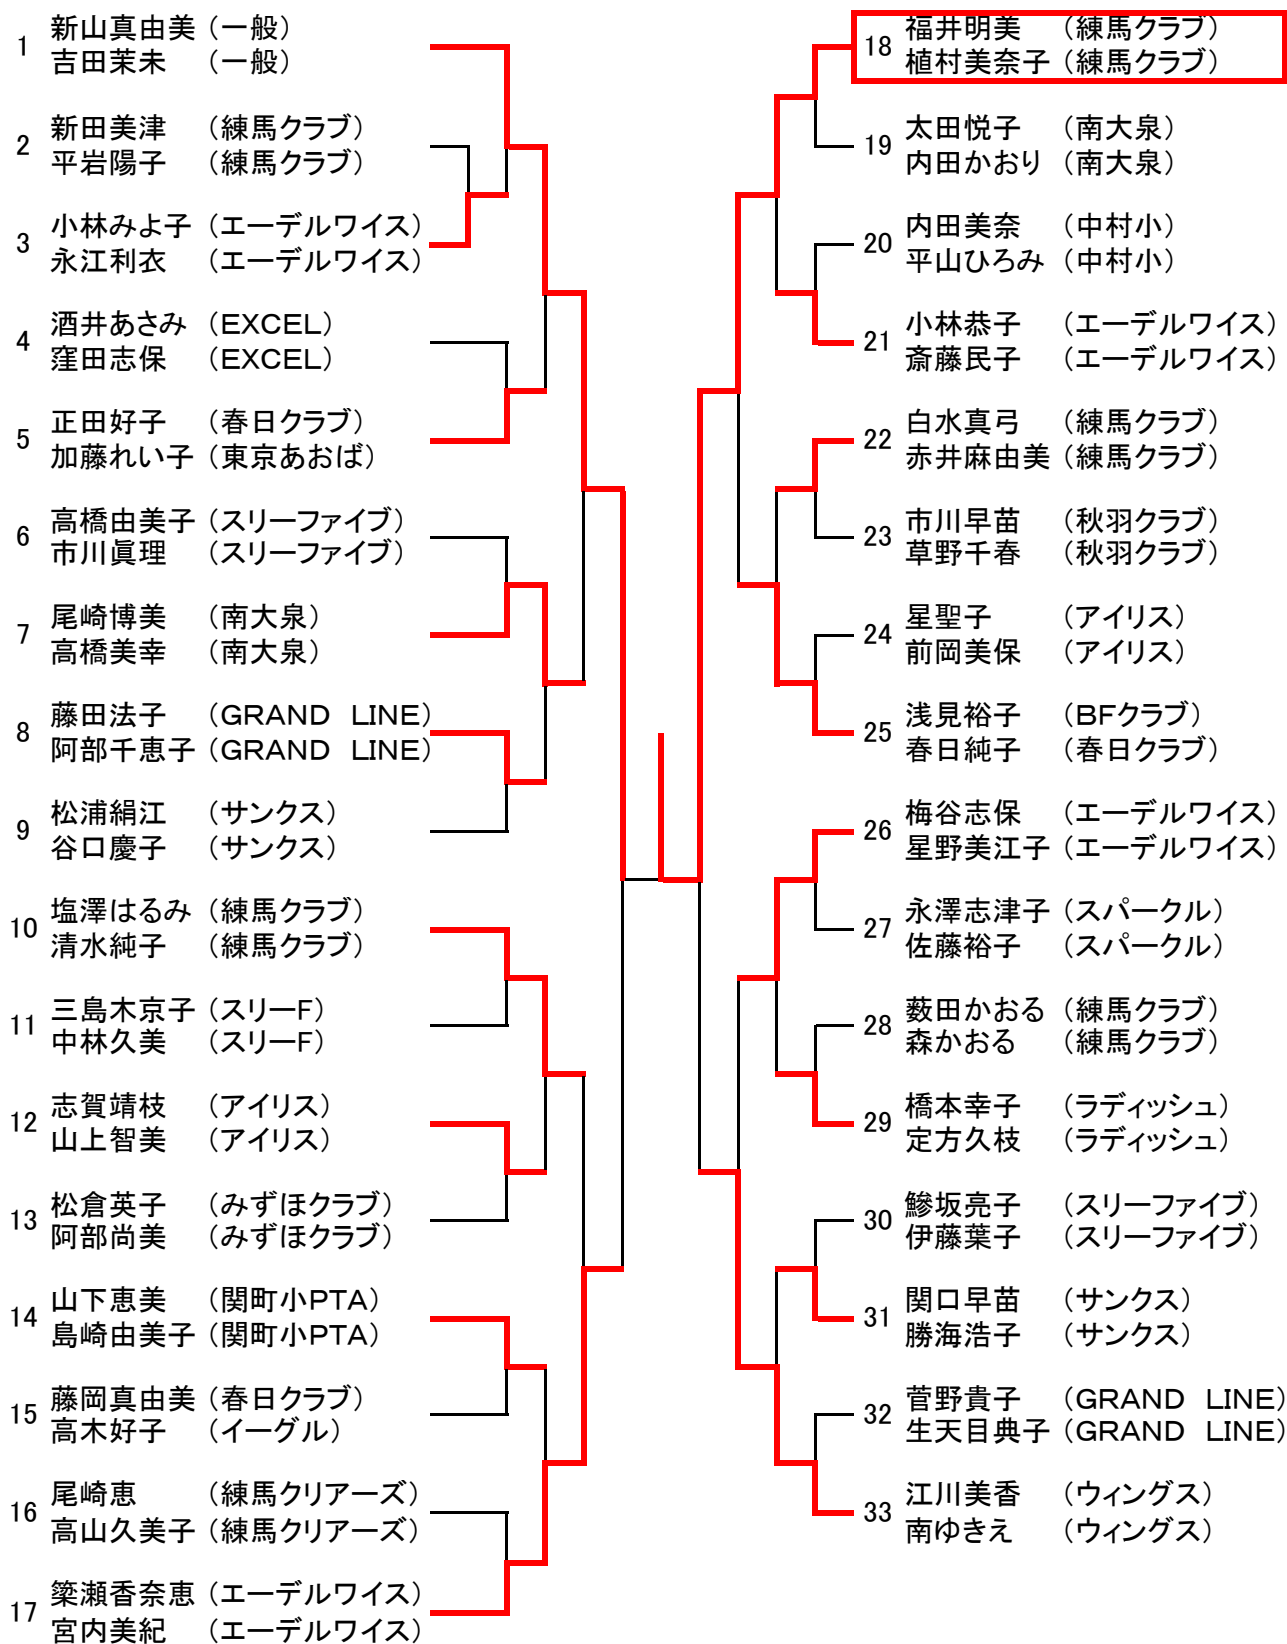 1 新山真由美 (一般)
吉田茉未 (一般)
2 新田美津 (練馬クラブ)
平岩陽子 (練馬クラブ)
3 小林みよ子 (エーデルワイス)
永江利衣 (エーデルワイス)
4 酒井あさみ (EXCEL)
窪田志保 (EXCEL)
5 正田好子 (春日クラブ)
加藤れい子 (東京あおば)
6 高橋由美子 (スリーファイブ)
市川眞理 (スリーファイブ)
7 尾崎博美 (南大泉)
高橋美幸 (南大泉)
8 藤田法子 (GRAND LINE)
阿部千恵子 (GRAND LINE)
9 松浦絹江 (サンクス)
谷口慶子 (サンクス)
10 塩澤はるみ (練馬クラブ)
清水純子 (練馬クラブ)
11 三島木京子 (スリーF)
中林久美 (スリーF)
12 志賀靖枝 (アイリス)
山上智美 (アイリス)
13 松倉英子 (みずほクラブ)
阿部尚美 (みずほクラブ)
14 山下恵美 (関町小PTA)
島崎由美子 (関町小PTA)
15 藤岡真由美 (春日クラブ)
高木好子 (イーグル)
16 尾崎恵 (練馬クリアーズ)
高山久美子 (練馬クリアーズ)
17 簗瀬香奈恵 (エーデルワイス)
宮内美紀 (エーデルワイス)
18 福井明美 (練馬クラブ)
植村美奈子 (練馬クラブ)
19 太田悦子 (南大泉)
内田かおり (南大泉)
20 内田美奈 (中村小)
平山ひろみ (中村小)
21 小林恭子 (エーデルワイス)
斎藤民子 (エーデルワイス)
22 白水真弓 (練馬クラブ)
赤井麻由美 (練馬クラブ)
23 市川早苗 (秋羽クラブ)
草野千春 (秋羽クラブ)
24 星聖子 (アイリス)
前岡美保 (アイリス)
25 浅見裕子 (BFクラブ)
春日純子 (春日クラブ)
26 梅谷志保 (エーデルワイス)
星野美江子 (エーデルワイス)
27 永澤志津子 (スパークル)
佐藤裕子 (スパークル)
28 薮田かおる (練馬クラブ)
森かおる (練馬クラブ)
29 橋本幸子 (ラディッシュ)
定方久枝 (ラディッシュ)
30 鰺坂亮子 (スリーファイブ)
伊藤葉子 (スリーファイブ)
31 関口早苗 (サンクス)
勝海浩子 (サンクス)
32 菅野貴子 (GRAND LINE)
生天目典子 (GRAND LINE)
33 江川美香 (ウィングス)
南ゆきえ (ウィングス)